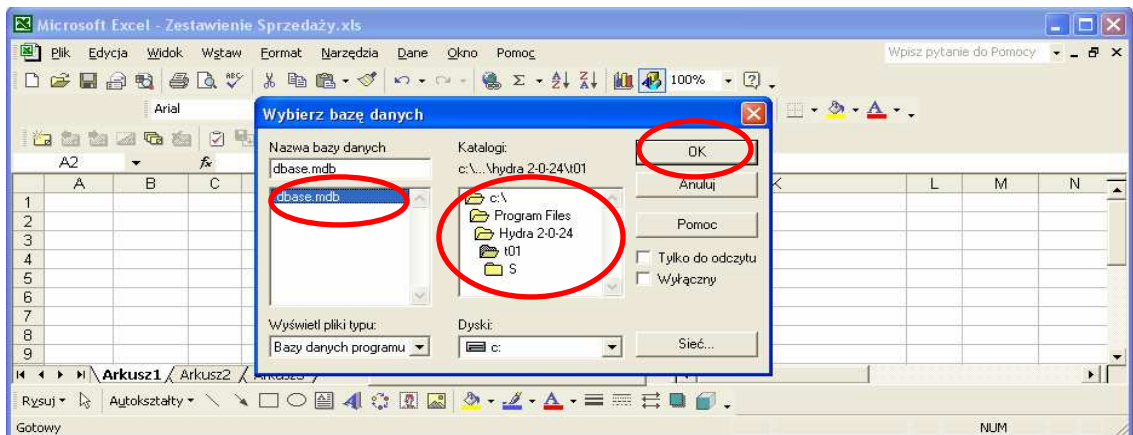 Microsoft Excel - Zestawienie Sprzedaży.xls
Plik Edycja Widok Wstaw Format Narzędzia Dane Okno Pomoc Wpisz pytanie do Pomocy
100%
Arial
Wybierz bazę danych
Nazwa bazy danych
dbase.mdb
dbase.mdb
Katalogi:
c:\...\hydra 2-0-24\t01
c:\
Program Files
Hydra 2-0-24
t01
S
OK
Anuluj
Pomoc
Tylko do odczytu
Wyłączny
Sieć...
Wyświetl pliki typu:
Bazy danych programu
Dyski:
c:
A2 fx
A B C K L M N
1
2
3
4
5
6
7
8
9
Arkusz1 Arkusz2
Rysuj Autokształty
Gotowy NUM